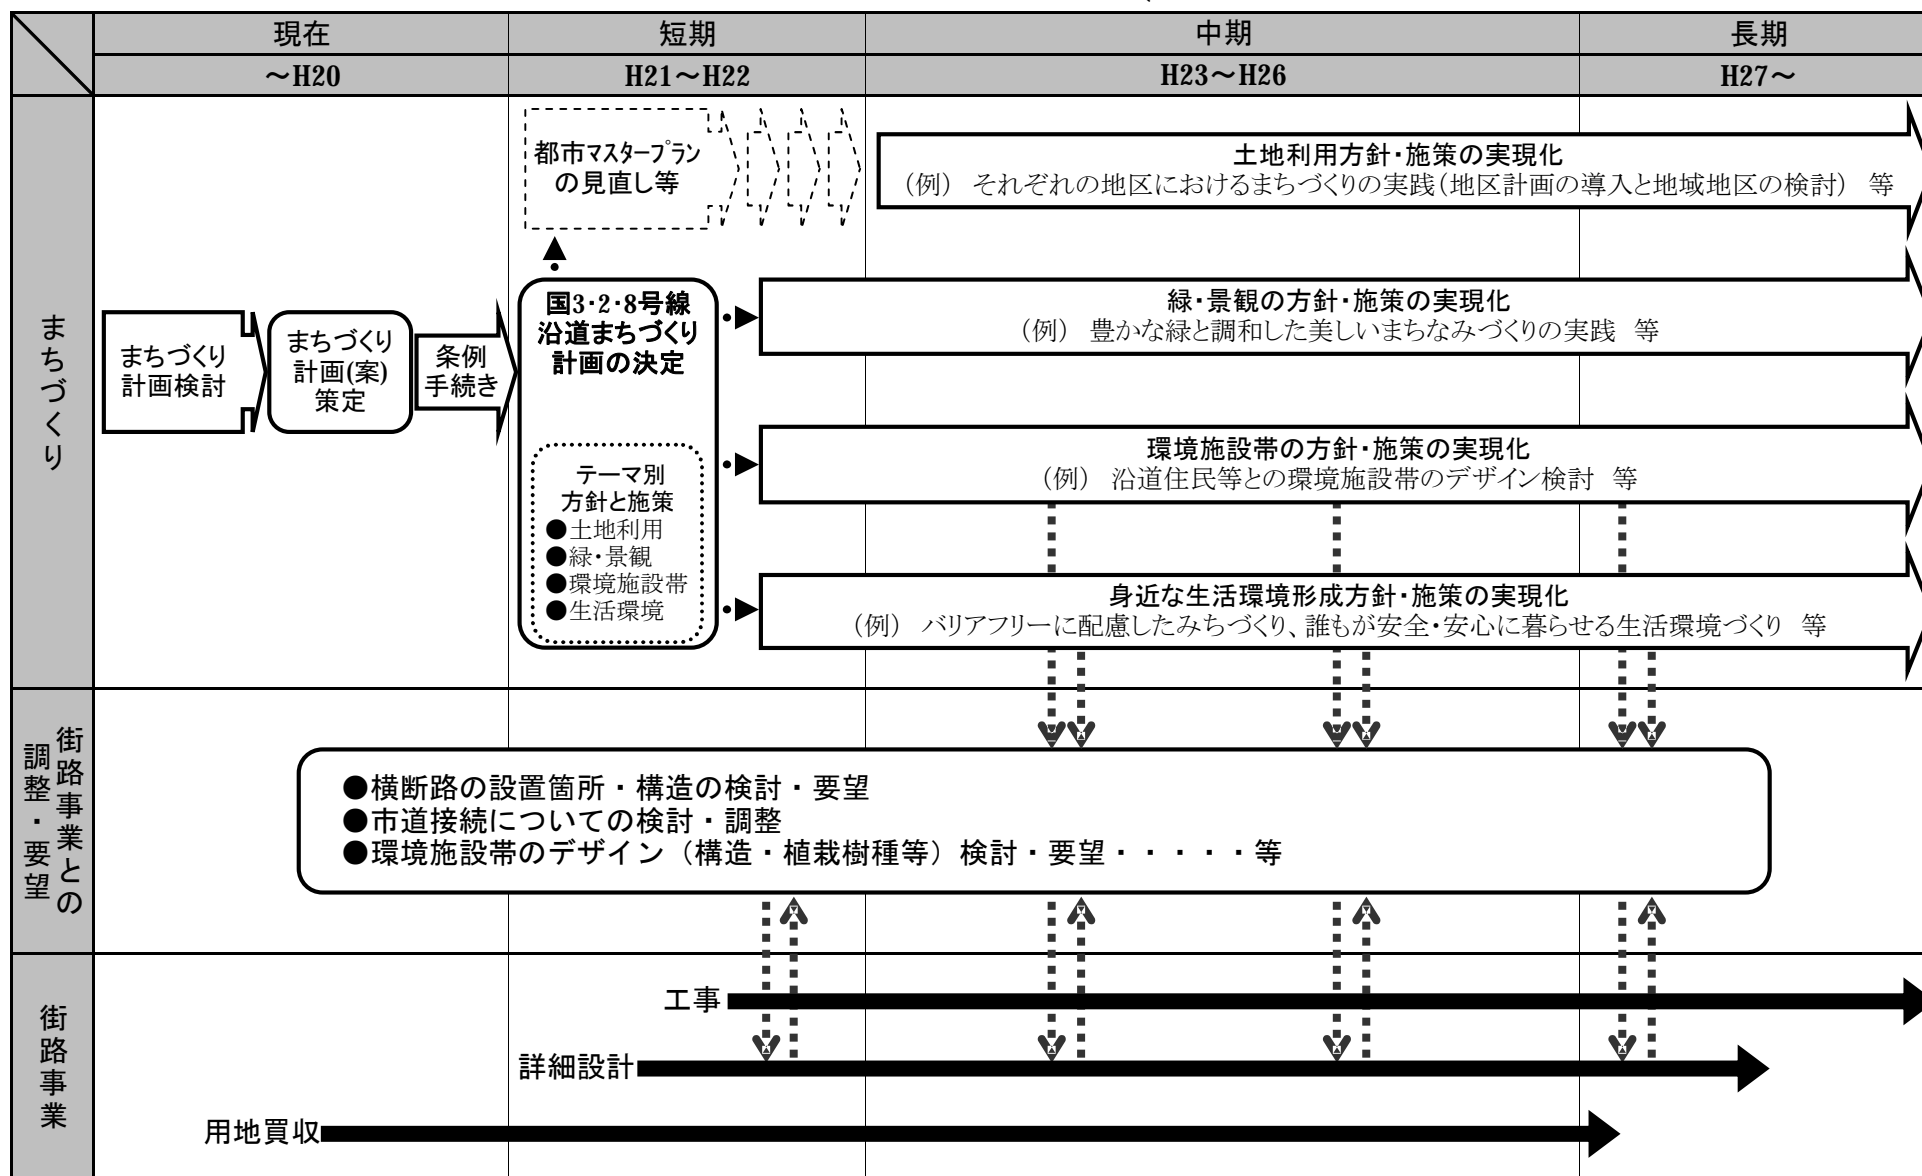 現在
短期
中期
長期
～H20
H21～H22
H23～H26
H27～
まちづくり
都市マスタープラン
の見直し等
土地利用方針・施策の実現化
（例） それぞれの地区におけるまちづくりの実践（地区計画の導入と地域地区の検討） 等
まちづくり
計画検討
まちづくり
計画(案)
策定
条例
手続き
国3・2・8号線
沿道まちづくり
計画の決定
テーマ別
方針と施策
●土地利用
●緑・景観
●環境施設帯
●生活環境
緑・景観の方針・施策の実現化
（例） 豊かな緑と調和した美しいまちなみづくりの実践 等
環境施設帯の方針・施策の実現化
（例） 沿道住民等との環境施設帯のデザイン検討 等
身近な生活環境形成方針・施策の実現化
（例） バリアフリーに配慮したみちづくり、誰もが安全・安心に暮らせる生活環境づくり 等
街路事業との
調整・要望
●横断路の設置箇所・構造の検討・要望
●市道接続についての検討・調整
●環境施設帯のデザイン（構造・植栽樹種等）検討・要望・・・・・等
街路事業
工事
詳細設計
用地買収